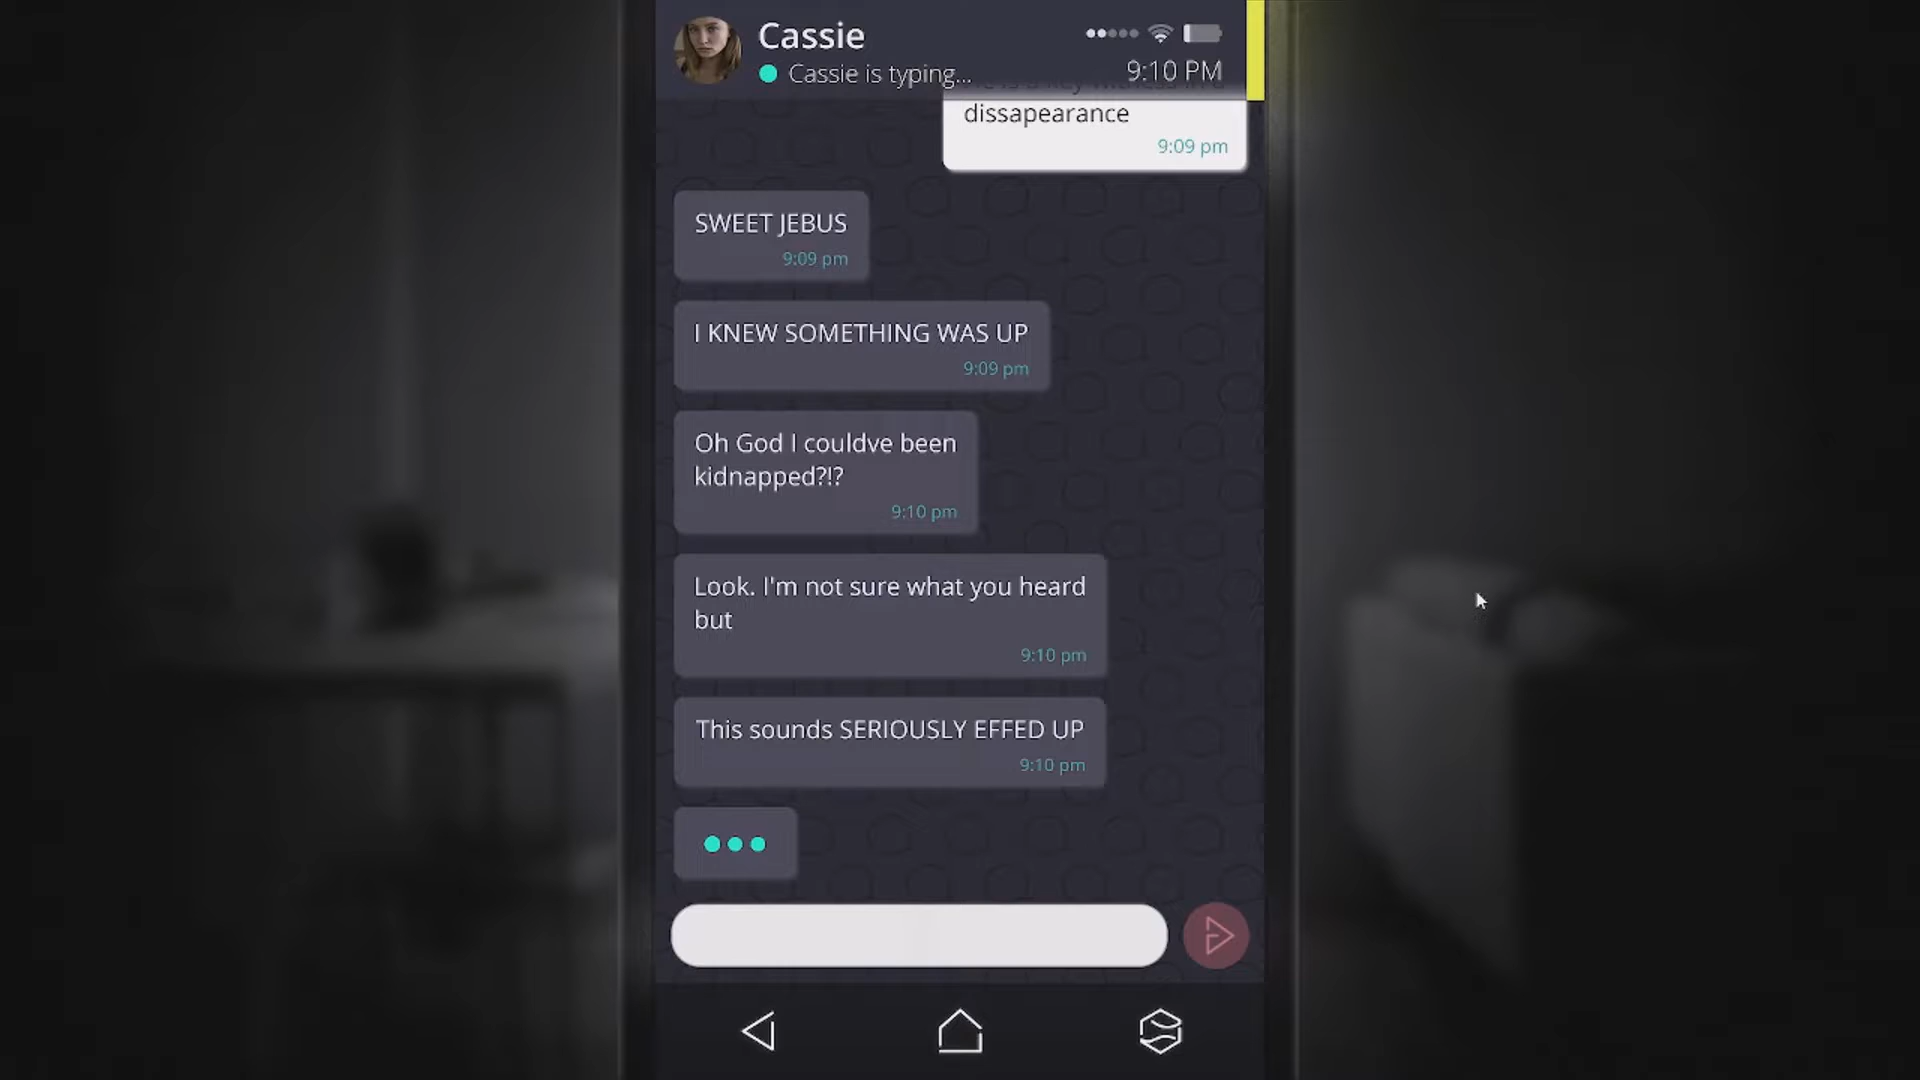 Cassie
Cassie is typing...
9:10 PM
dissapearance
9:09 pm
SWEET JEBUS
9:09 pm
I KNEW SOMETHING WAS UP
9:09 pm
Oh God I couldve been
kidnapped?!?
9:10 pm
Look. I'm not sure what you heard
but
9:10 pm
This sounds SERIOUSLY EFFED UP
9:10 pm